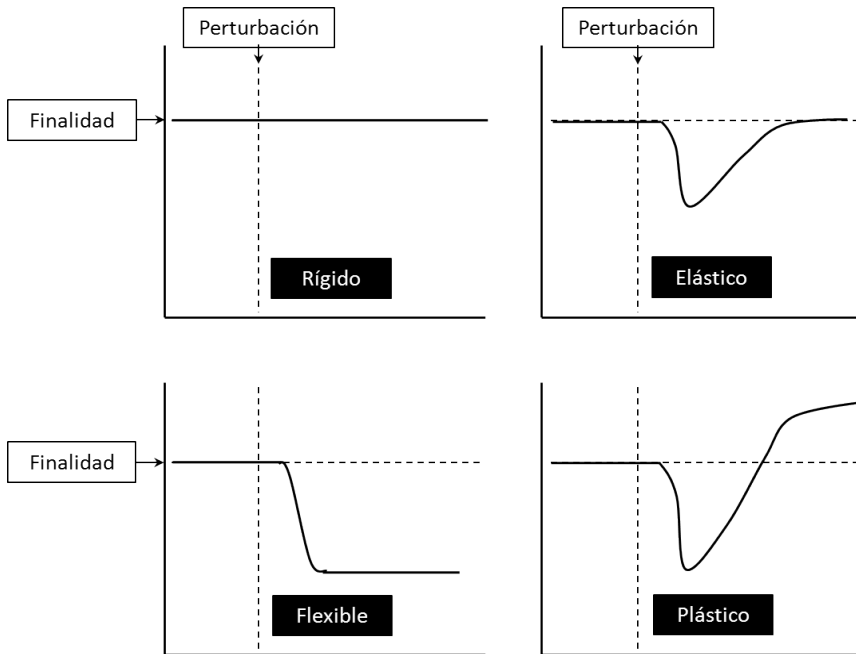 Perturbación
Perturbación
Finalidad
Rígido
Elástico
Finalidad
Flexible
Plástico